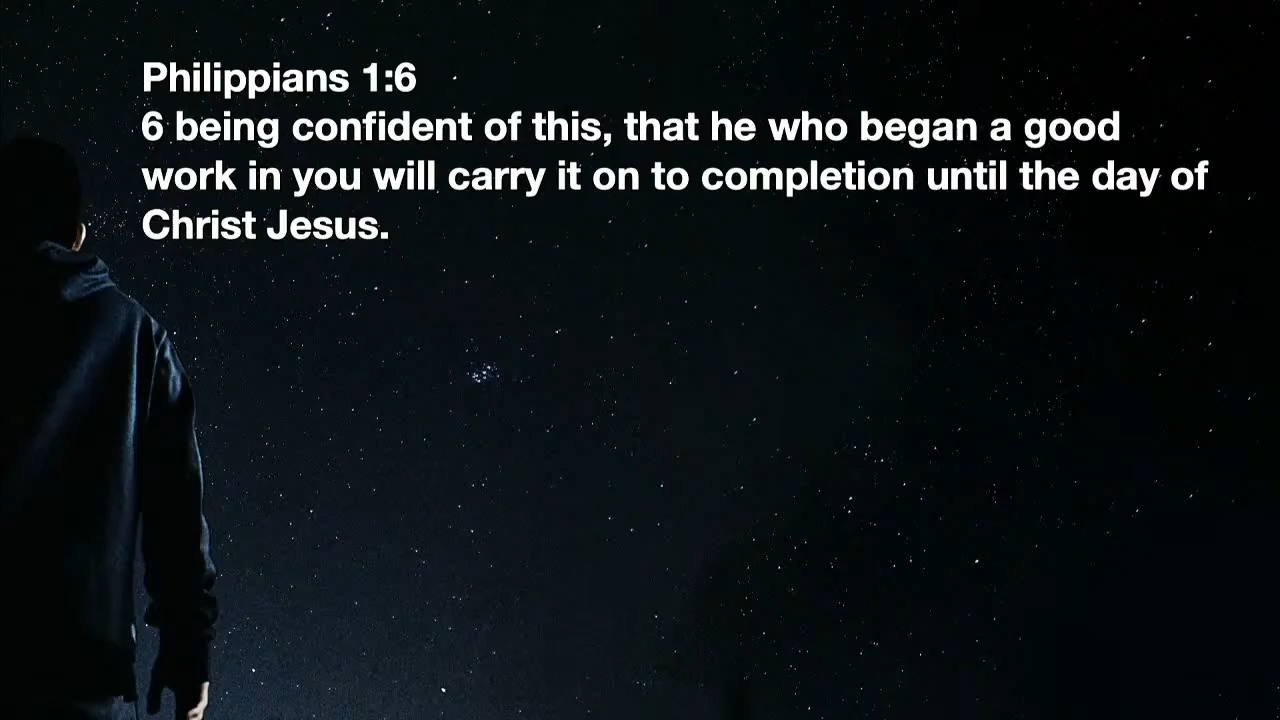 Philippians 1:6
6 being confident of this, that he who began a good
work in you will carry it on to completion until the day of
Christ Jesus.